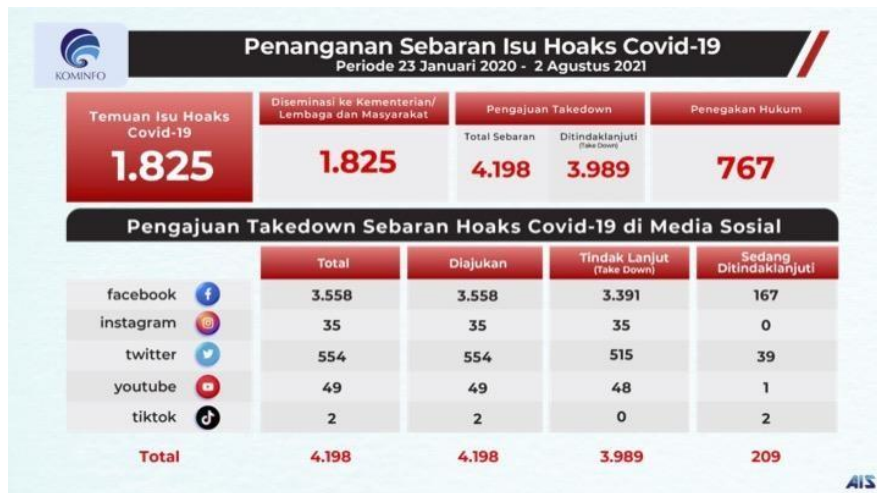 KOMINFO
Penanganan Sebaran Isu Hoaks Covid-19
Periode 23 Januari 2020 - 2 Agustus 2021
Temuan Isu Hoaks
Covid-19
1.825
Diseminasi ke Kementerian/
Lembaga dan Masyarakat
1.825
Pengajuan Takedown
Total Sebaran
4.198
Ditindaklanjuti
(Take Down)
3.989
Penegakan Hukum
767
Pengajuan Takedown Sebaran Hoaks Covid-19 di Media Sosial
Total Diajukan Tindak Lanjut (Take Down) Sedang Ditindaklanjuti
facebook 3.558 3.558 3.391 167
instagram 35 35 35 0
twitter 554 554 515 39
youtube 49 49 48 1
tiktok 2 2 0 2
Total 4.198 4.198 3.989 209
AIS